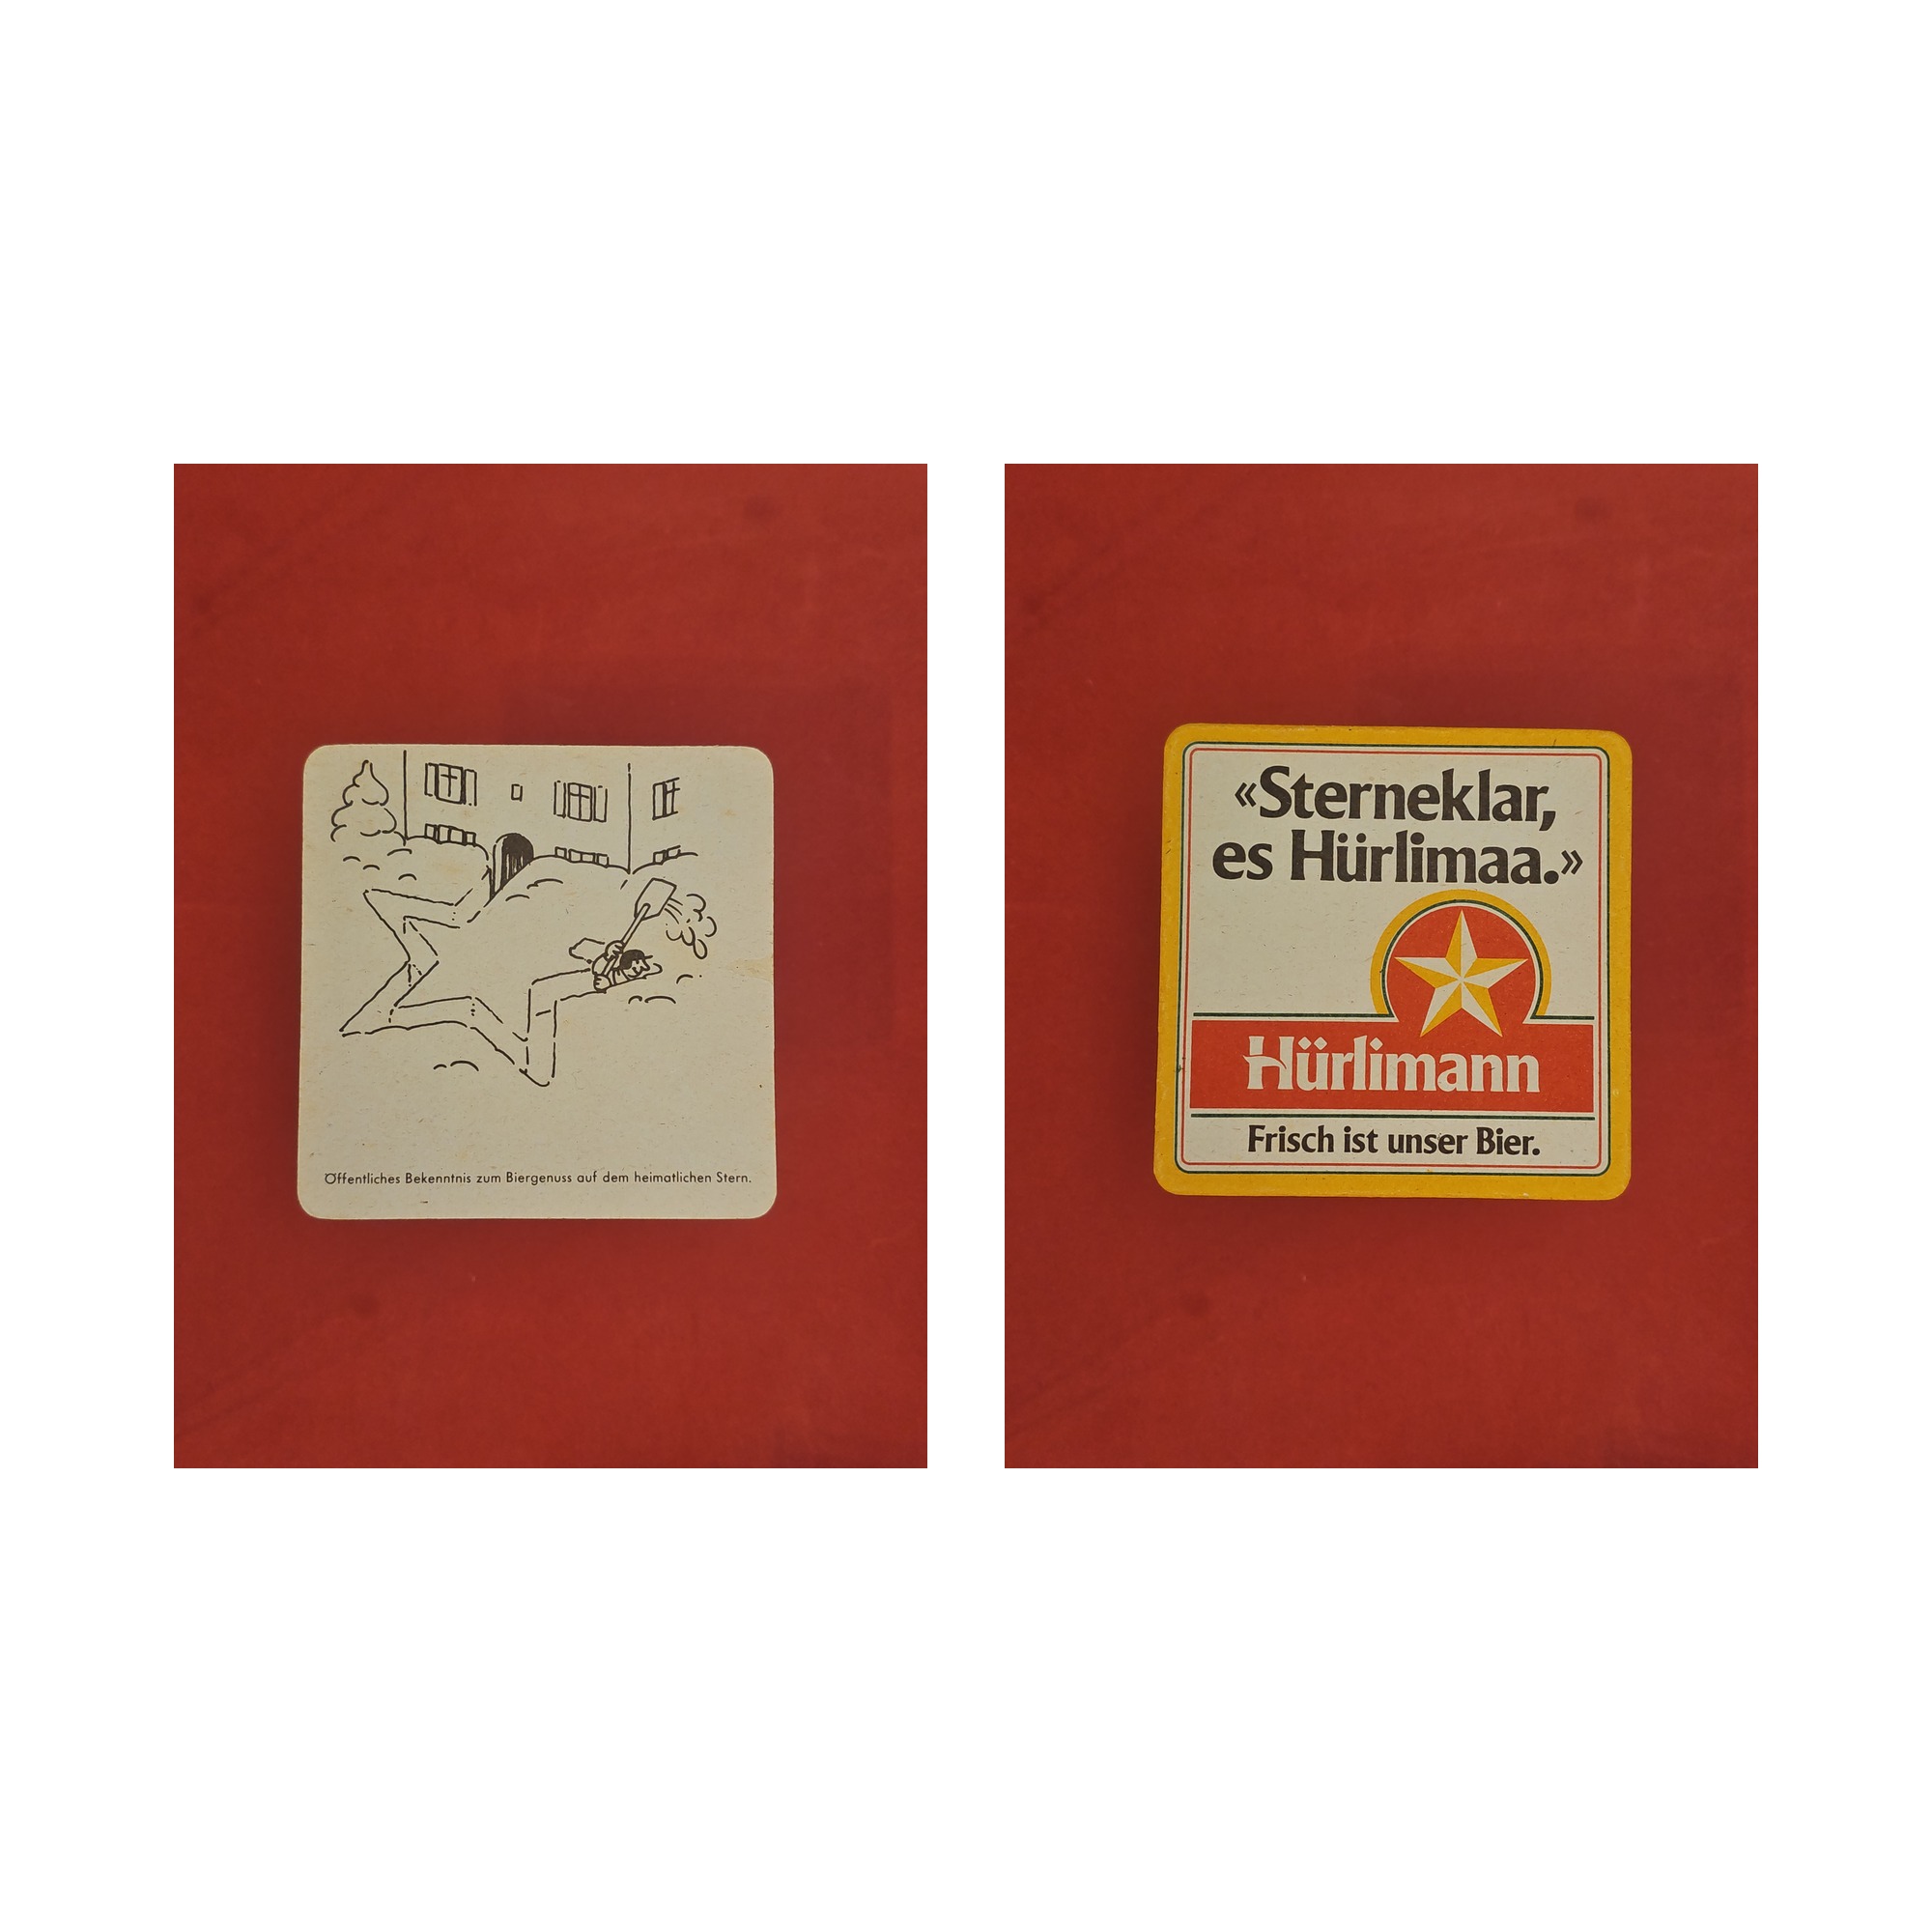 Öffentliches Bekenntnis zum Biergenuss auf dem heimatlichen Stern.
«Sterneklar,
es Hürlimaa.»
Hürlimann
Frisch ist unser Bier.